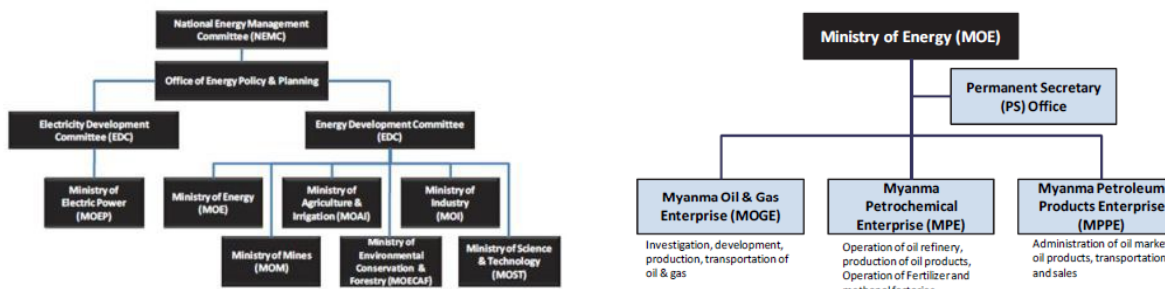 National Energy Management
Committee (NEMC)
Office of Energy Policy & Planning
Electricity Development
Committee (EDC)
Energy Development Committee
(EDC)
Ministry of
Electric Power
(MOEP)
Ministry of Energy
(MOE)
Ministry of
Agriculture &
Irrigation (MOAI)
Ministry of
Industry
(MOI)
Ministry of Mines
(MOM)
Ministry of
Environmental
Conservation &
Forestry (MOECAF)
Ministry of Science
& Technology
(MOST)
Ministry of Energy (MOE)
Permanent Secretary
(PS) Office
Myanma Oil & Gas
Enterprise (MOGE)
Investigation, development,
production, transportation of
oil & gas
Myanma
Petrochemical
Enterprise (MPE)
Operation of oil refinery,
production of oil products,
Operation of Fertilizer and
Myanma Petroleum
Products Enterprise
(MPPE)
Administration of oil marke
oil products, transportation
and sales